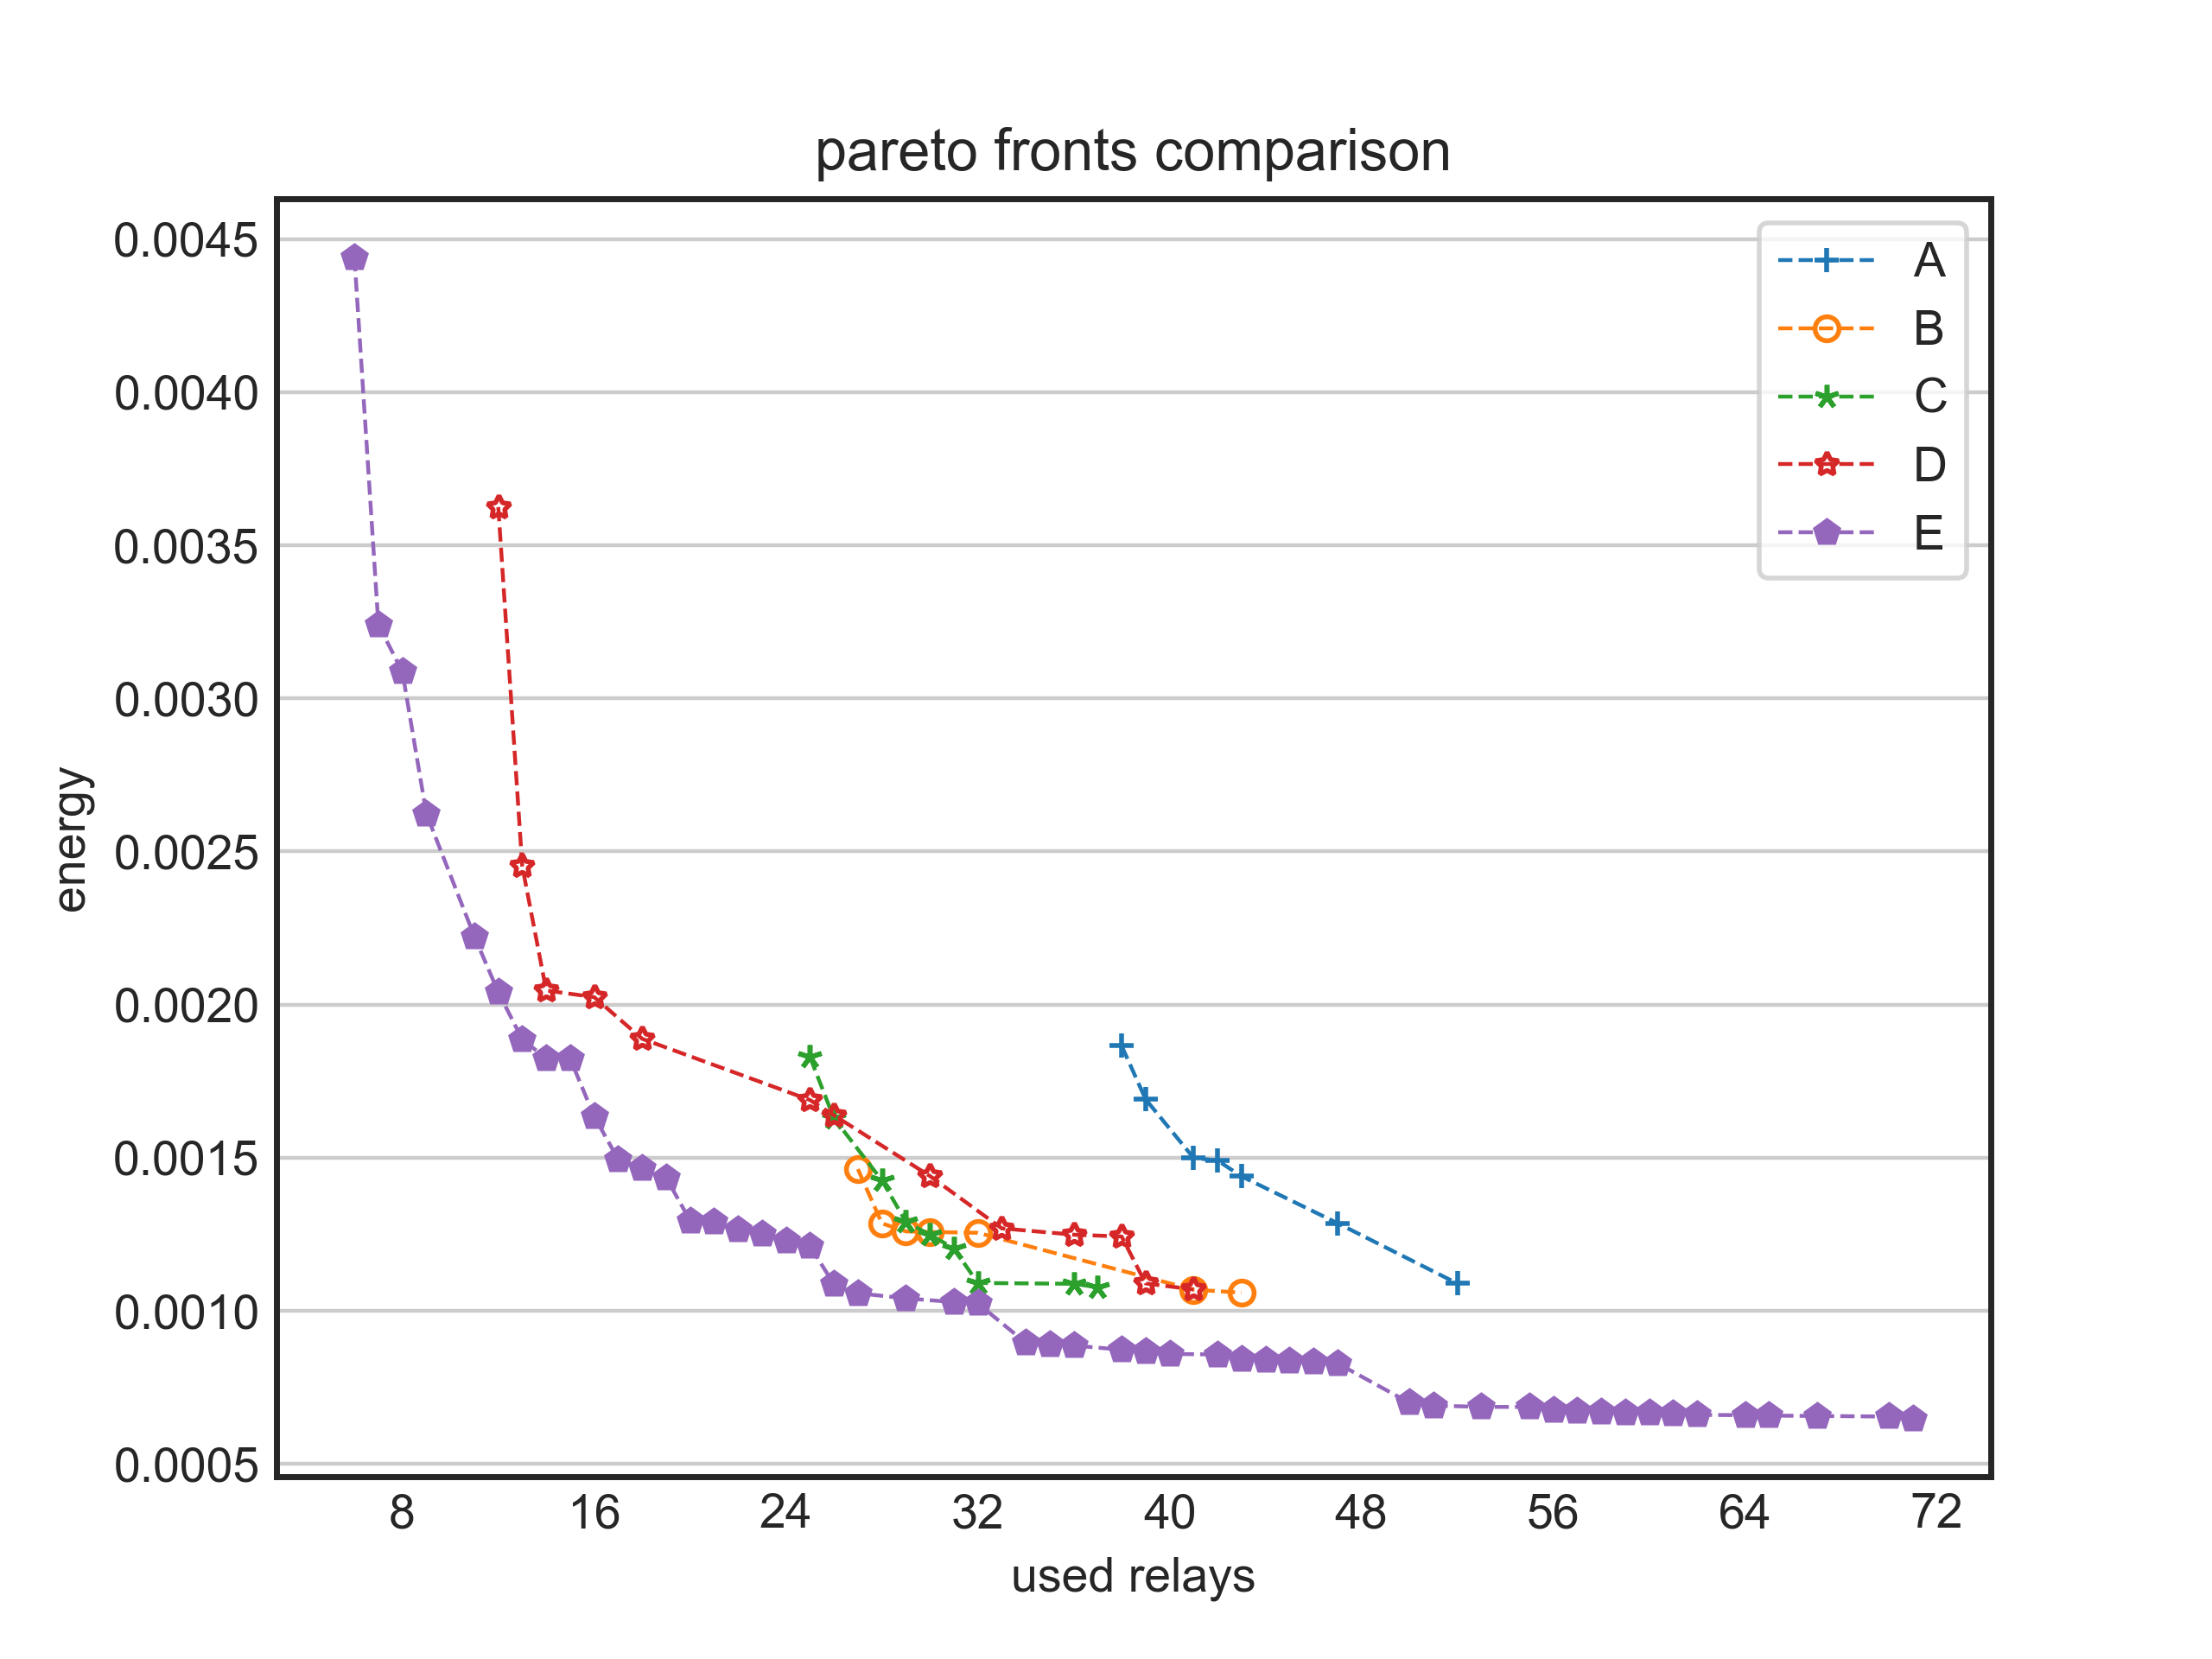 pareto fronts comparison
0.0045
0.0040
0.0035
0.0030
0.0025
0.0020
0.0015
0.0010
0.0005
energy
A
B
C
D
E
8 16 24 32 40 48 56 64 72
used relays